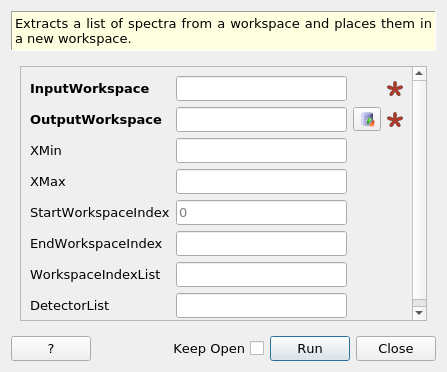 Extracts a list of spectra from a workspace and places them in
a new workspace.
InputWorkspace
OutputWorkspace
XMin
XMax
StartWorkspaceIndex 0
EndWorkspaceIndex
WorkspaceIndexList
DetectorList
? Keep Open Run Close